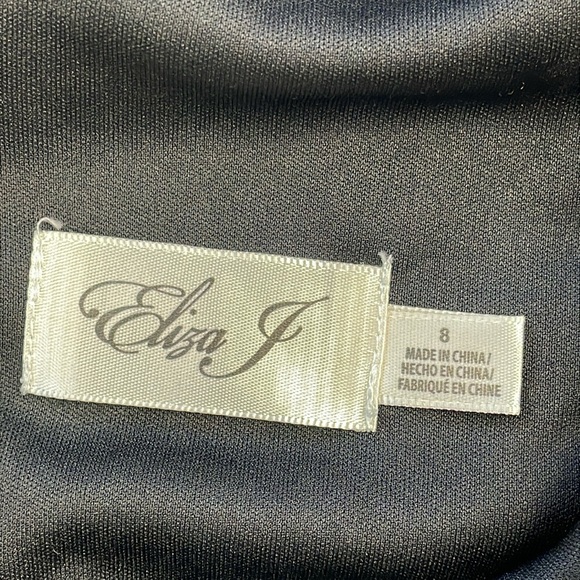 Eliza J
8
MADE IN CHINA/
HECHO EN CHINA/
FABRIQUÉ EN CHINE